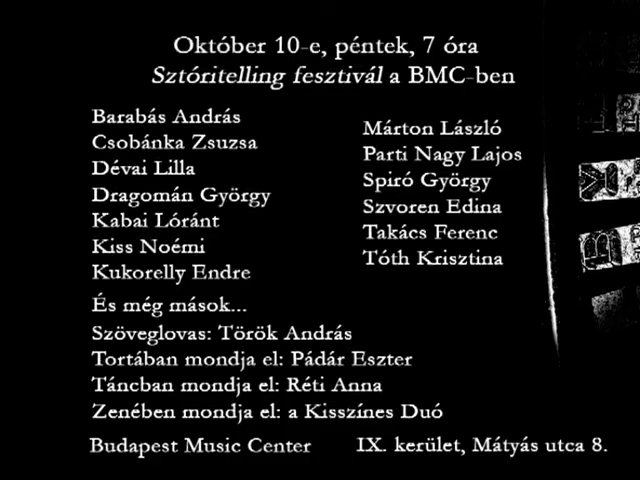 Október 10-e, péntek, 7 óra
Sztóritelling fesztivál a BMC-ben
Barabás András
Csobánka Zsuzsa
Dévai Lilla
Dragomán György
Kabai Lóránt
Kiss Noémi
Kukorelly Endre
Márton László
Parti Nagy Lajos
Spiró György
Szvoren Edina
Takács Ferenc
Tóth Krisztina
És még mások...
Szöveglovas: Török András
Tortában mondja el: Pádár Eszter
Táncban mondja el: Réti Anna
Zenében mondja el: a Kisszínes Duó
Budapest Music Center IX. kerület, Mátyás utca 8.